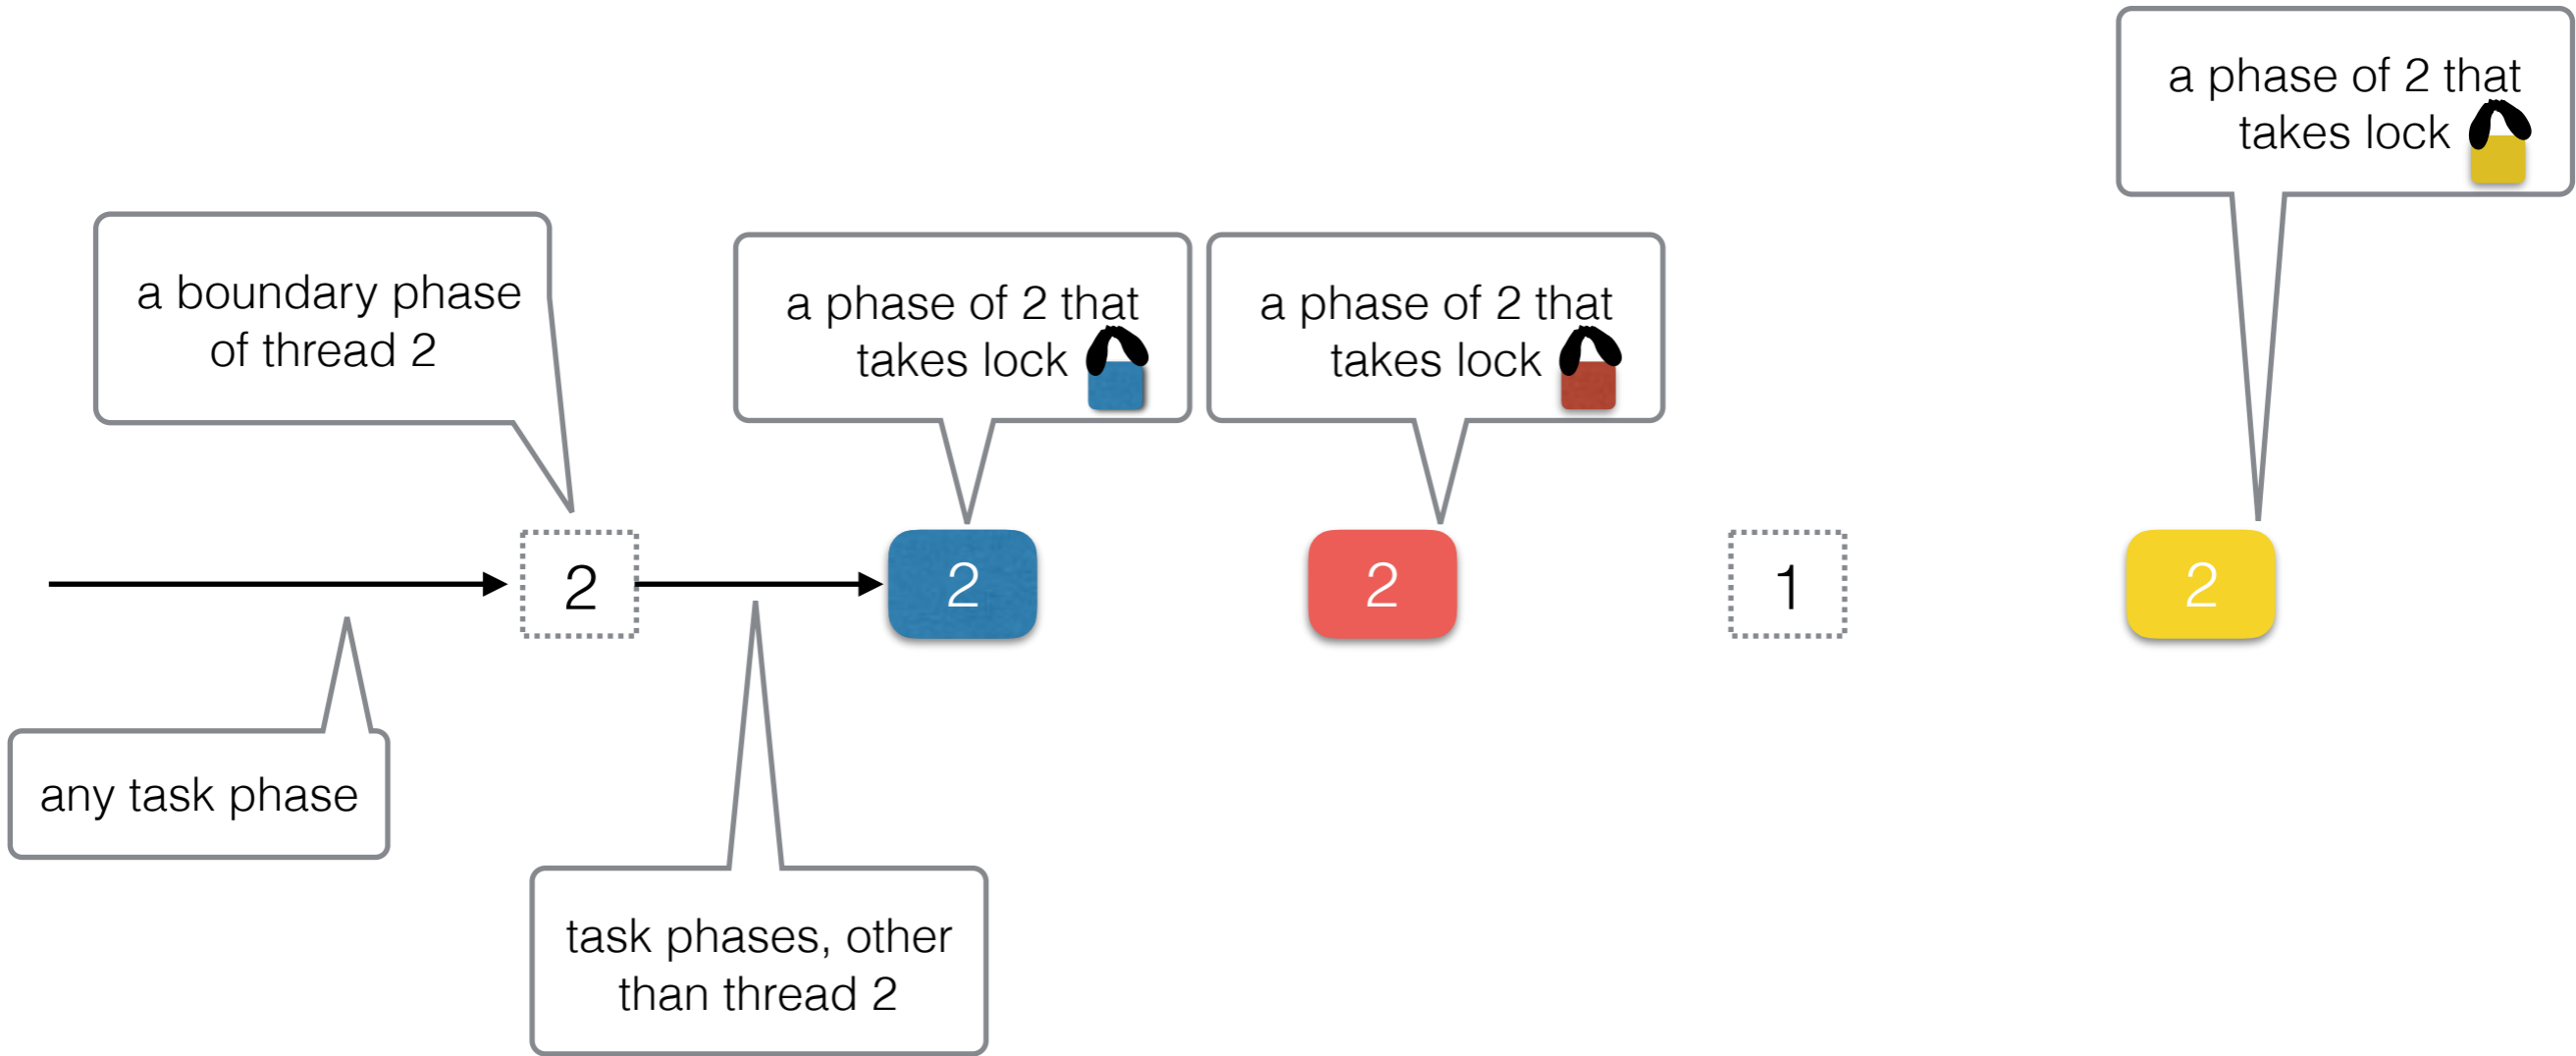 a phase of 2 that
takes lock
a boundary phase
of thread 2
a phase of 2 that
takes lock
a phase of 2 that
takes lock
2
2
2
1
2
any task phase
task phases, other
than thread 2